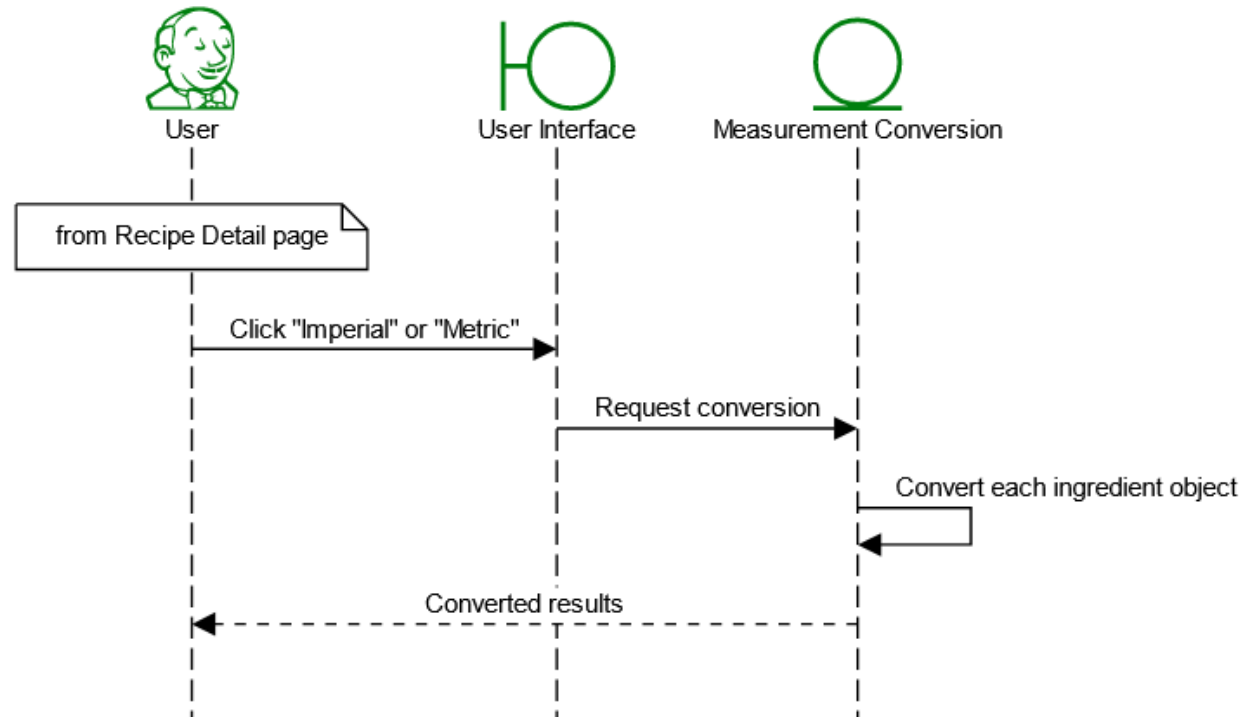 User
User Interface
Measurement Conversion
from Recipe Detail page
Click "Imperial" or "Metric"
Request conversion
Convert each ingredient object
Converted results